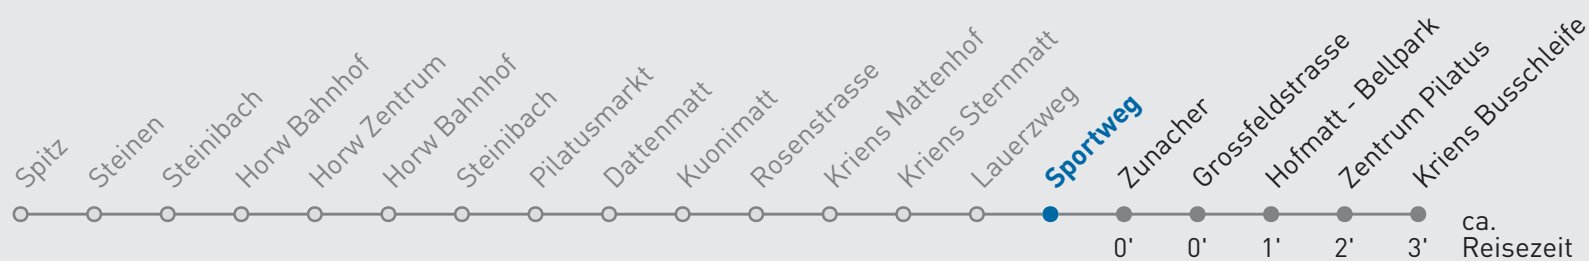 Spitz
Steinen
Steinibach
Horw Bahnhof
Horw Zentrum
Horw Bahnhof
Steinibach
Pilatusmarkt
Dattenmatt
Kuonimatt
Rosenstrasse
Kriens Mattenhof
Kriens Sternmatt
Lauerzweg
Sportweg
Zunacher
Grossfeldstrasse
Hofmatt - Bellpark
Zentrum Pilatus
Kriens Busschleife
0' 0' 1' 2' 3'
ca.
Reisezeit